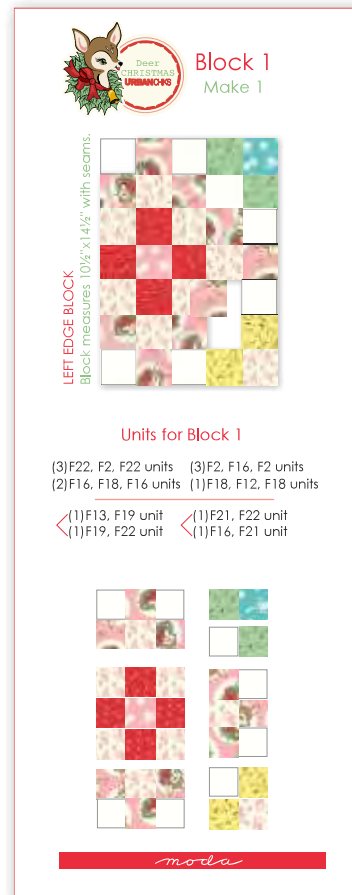 Deer
CHRISTMAS
URBANCHKS
Block 1
Make 1
LEFT EDGE BLOCK
Block measures 10½"x14½" with seams.
Units for Block 1
(3)F22, F2, F22 units (3)F2, F16, F2 units
(2)F16, F18, F16 units (1)F18, F12, F18 units
(1)F13, F19 unit (1)F21, F22 unit
(1)F19, F22 unit (1)F16, F21 unit
moda